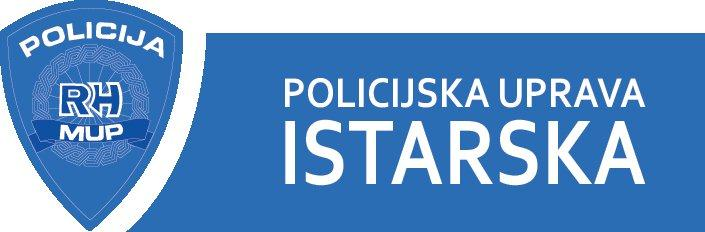 POLICIJA
RH
MUP
POLICIJSKA UPRAVA
ISTARSKA